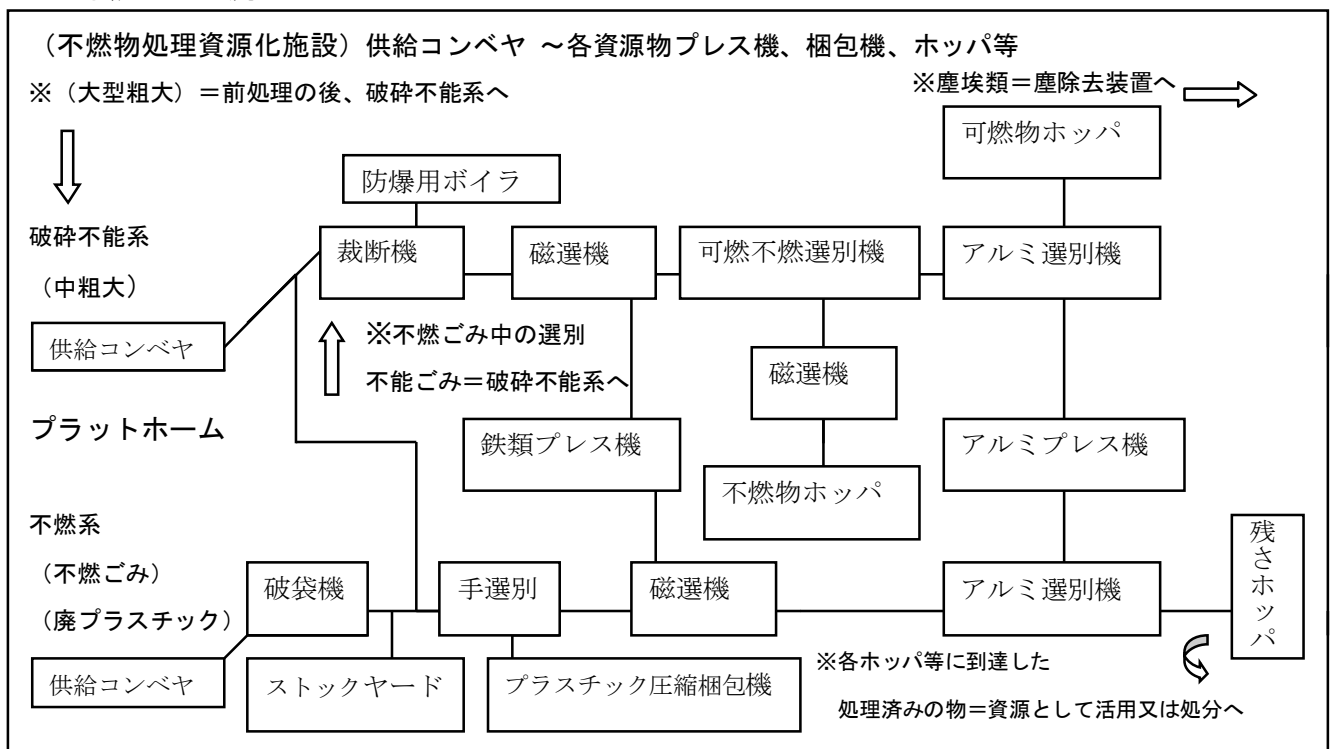 （不燃物処理資源化施設）供給コンベヤ ～各資源物プレス機、梱包機、ホッパ等
※（大型粗大）＝前処理の後、破砕不能系へ
※塵埃類＝塵除去装置へ
可燃物ホッパ
防爆用ボイラ
破砕不能系
（中粗大）
裁断機
磁選機
可燃不燃選別機
アルミ選別機
供給コンベヤ
※不燃ごみ中の選別
不能ごみ＝破砕不能系へ
磁選機
プラットホーム
鉄類プレス機
アルミプレス機
不燃物ホッパ
不燃系
（不燃ごみ）
（廃プラスチック）
破袋機
手選別
磁選機
アルミ選別機
残さホッパ
供給コンベヤ
ストックヤード
プラスチック圧縮梱包機
※各ホッパ等に到達した
処理済みの物＝資源として活用又は処分へ